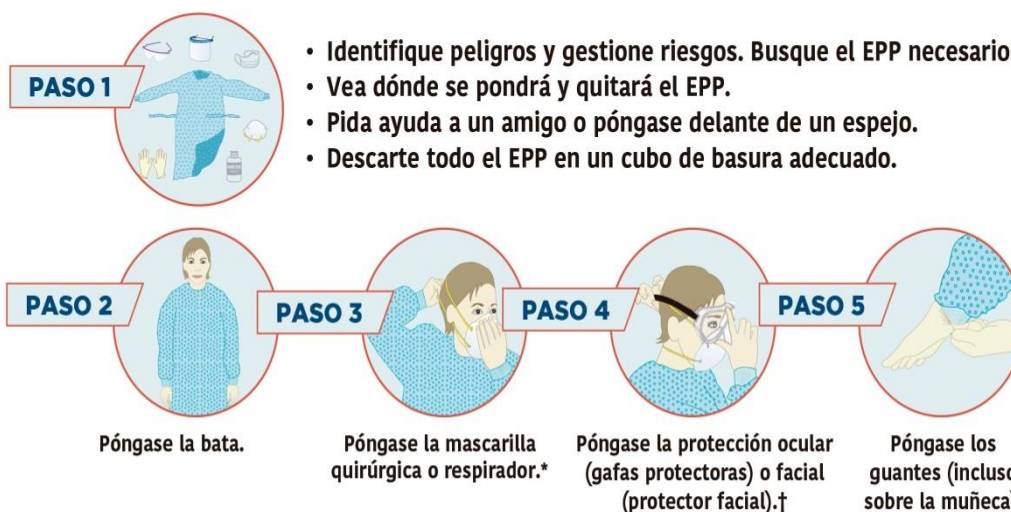 PASO 1
• Identifique peligros y gestione riesgos. Busque el EPP necesario
• Vea dónde se pondrá y quitará el EPP.
• Pida ayuda a un amigo o póngase delante de un espejo.
• Descarte todo el EPP en un cubo de basura adecuado.
PASO 2
Póngase la bata.
PASO 3
Póngase la mascarilla
quirúrgica o respirador.*
PASO 4
Póngase la protección ocular
(gafas protectoras) o facial
(protector facial).†
PASO 5
Póngase los
guantes (incluso
sobre la muñeca